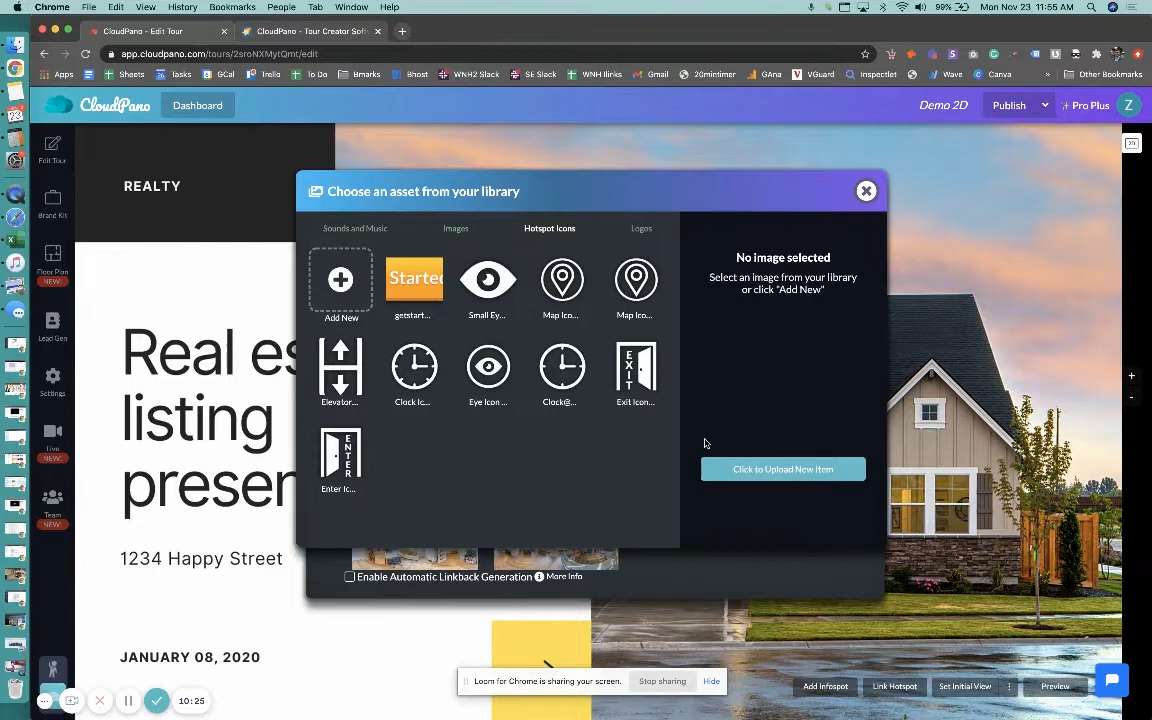 Chrome File Edit View History Bookmarks People Tab Window Help 99% Mon Nov 23 11:55 AM
CloudPano - Edit Tour CloudPano - Tour Creator Soft
app.cloudpano.com/tours/2sroNXMytQmt/edit
Apps Sheets Tasks GCal Trello To Do Bmarks Bhost WNH2 Slack SE Slack WNH llinks Gmail 20mintimer GAna VGuard Inspectlet Wave Canva » Other Bookmarks
CloudPano Dashboard Demo 2D Publish Pro Plus Z
Edit Tour
Brand Kit
Floor Plan
NEW!
Lead Gen
Settings
Live
NEW!
Team
NEW!
REALTY
Real es
listing
presen
1234 Happy Street
JANUARY 08, 2020
Choose an asset from your library
Sounds and Music Images Hotspot Icons Logos
Started
Add New getstart... Small Ey... Map Ico... Map Ico...
EXIT
Elevator... Clock Ic... Eye Icon ... Clock@... Exit Icon...
ENTER
Enter Ic...
No image selected
Select an image from your library
or click "Add New"
Click to Upload New Item
Enable Automatic Linkback Generation More Info
Loom for Chrome is sharing your screen. Stop sharing Hide
Add Infospot Link Hotspot Set Initial View Preview
10:25
+
-